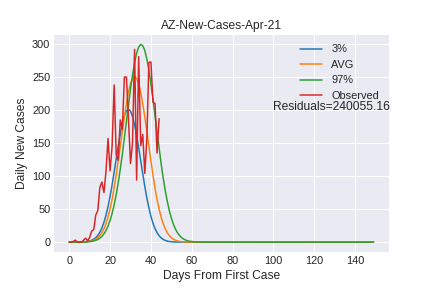 AZ-New-Cases-Apr-21
300
250
200
150
100
50
0
Daily New Cases
3%
AVG
97%
Observed
Residuals=240055.16
0 20 40 60 80 100 120 140
Days From First Case